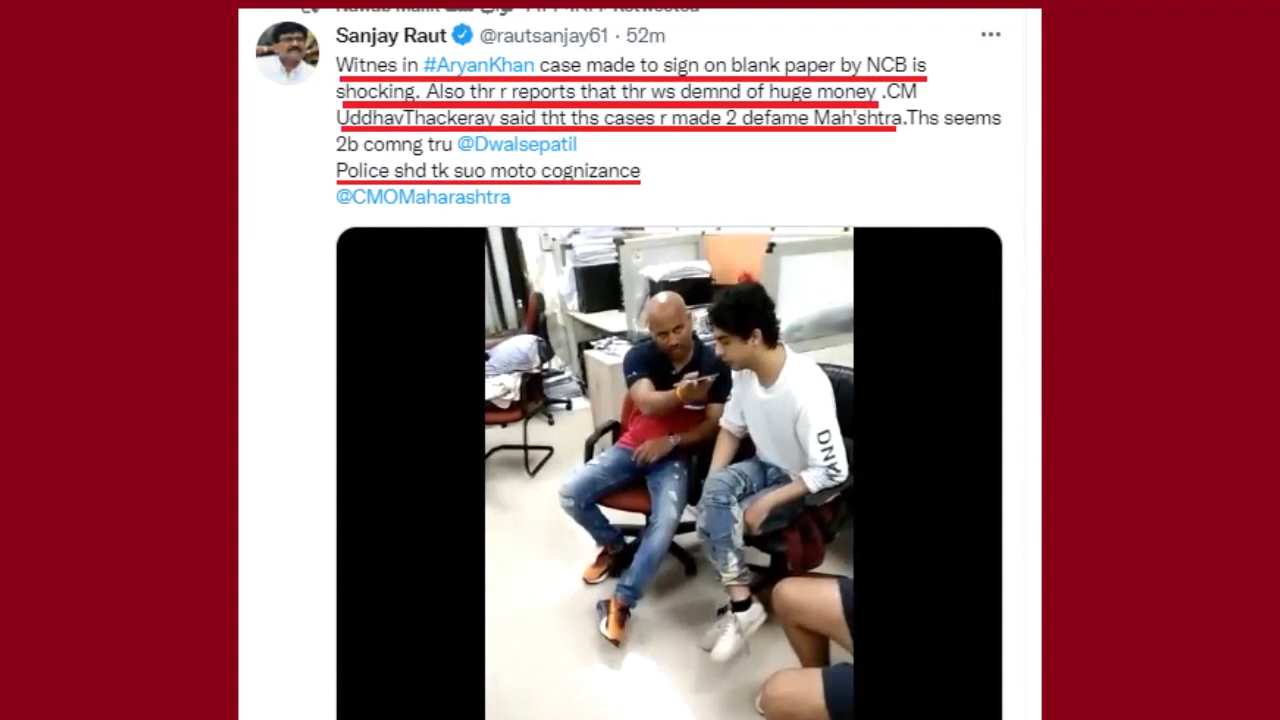 Sanjay Raut @rautsanjay61 · 52m
Witnes in #AryanKhan case made to sign on blank paper by NCB is
shocking. Also thr r reports that thr ws demnd of huge money .CM
UddhavThackeray said tht ths cases r made 2 defame Mah'shtra.Ths seems
2b comng tru @Dwalsepatil
Police shd tk suo moto cognizance
@CMOMaharashtra